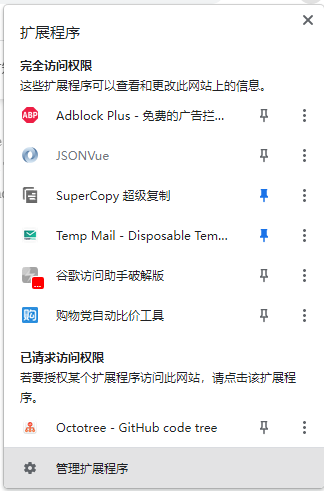 扩展程序
完全访问权限
这些扩展程序可以查看和更改此网站上的信息。
ABP
Adblock Plus - 免费的广告拦...
JSONVue
SuperCopy 超级复制
Temp Mail - Disposable Tem...
...
谷歌访问助手破解版
购
购物党自动比价工具
已请求访问权限
若要授权某个扩展程序访问此网站，请点击该扩展程
序。
Octotree - GitHub code tree
管理扩展程序